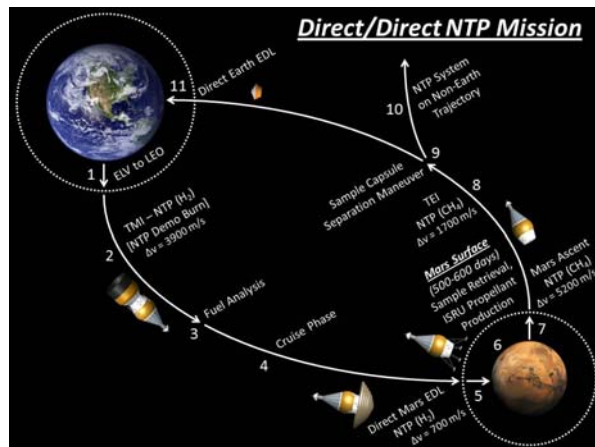 Direct/Direct NTP Mission
11
Direct Earth EDL
10
NTP System
on Non-Earth
Trajectory
1
ELV to LEO
9
Sample Capsule
Separation Maneuver
8
TEI
NTP (CH₄)
Δv = 1700 m/s
2
TMI – NTP (H₂)
[NTP Demo Burn]
Δv = 3900 m/s
Mars Surface
(500-600 days)
Sample Retrieval,
ISRU Propellant
Production
Mars Ascent
NTP (CH₄)
Δv = 5200 m/s
3
Fuel Analysis
4
Cruise Phase
6
7
5
Direct Mars EDL
NTP (H₂)
Δv = 700 m/s